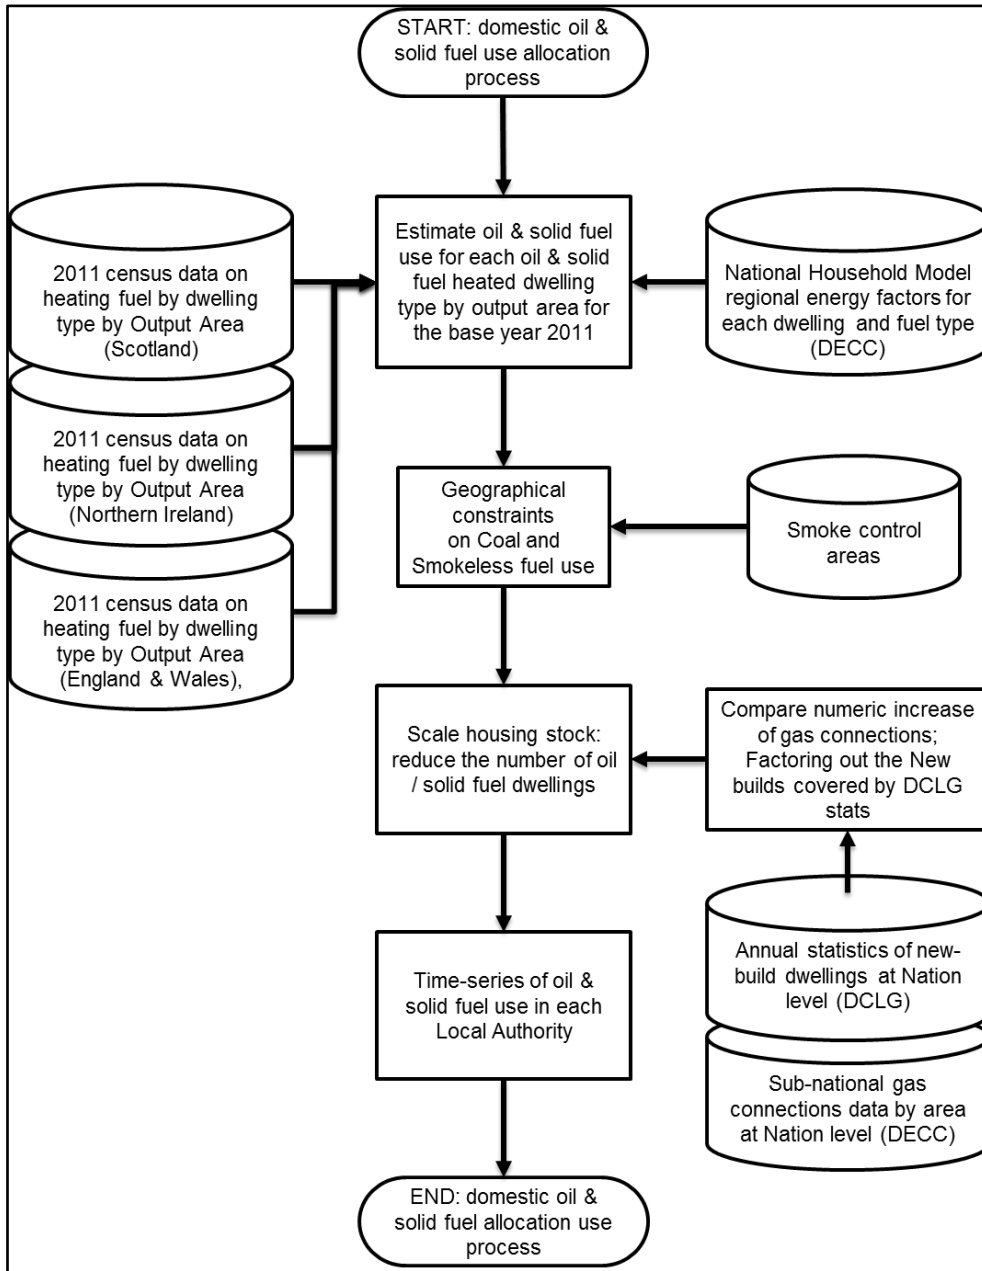 START: domestic oil &
solid fuel use allocation
process
2011 census data on
heating fuel by dwelling
type by Output Area
(Scotland)
Estimate oil & solid fuel
use for each oil & solid
fuel heated dwelling
type by output area for
the base year 2011
National Household Model
regional energy factors for
each dwelling and fuel type
(DECC)
2011 census data on
heating fuel by dwelling
type by Output Area
(Northern Ireland)
Geographical
constraints
on Coal and
Smokeless fuel use
Smoke control
areas
2011 census data on
heating fuel by dwelling
type by Output Area
(England & Wales),
Scale housing stock:
reduce the number of oil
/ solid fuel dwellings
Compare numeric increase
of gas connections;
Factoring out the New
builds covered by DCLG
stats
Annual statistics of new-
build dwellings at Nation
level (DCLG)
Time-series of oil &
solid fuel use in each
Local Authority
Sub-national gas
connections data by area
at Nation level (DECC)
END: domestic oil &
solid fuel allocation use
process